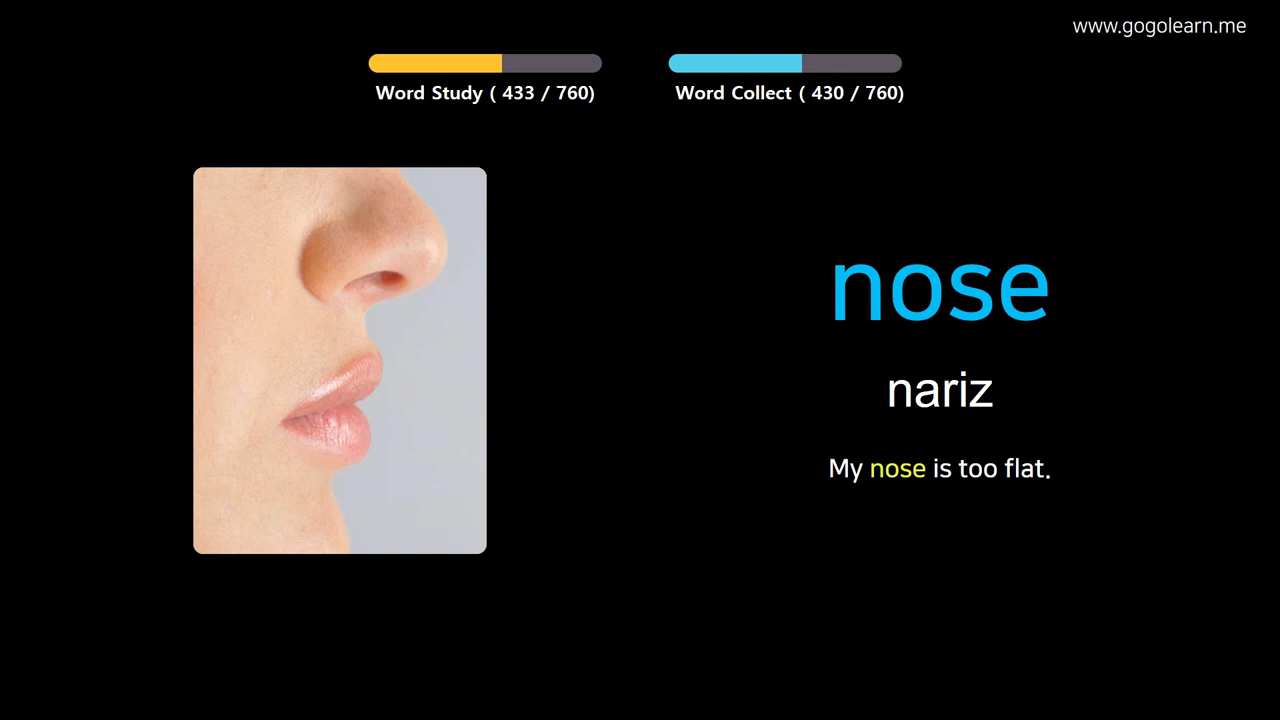 www.gogolearn.me
Word Study ( 433 / 760)
Word Collect ( 430 / 760)
nose
nariz
My nose is too flat.